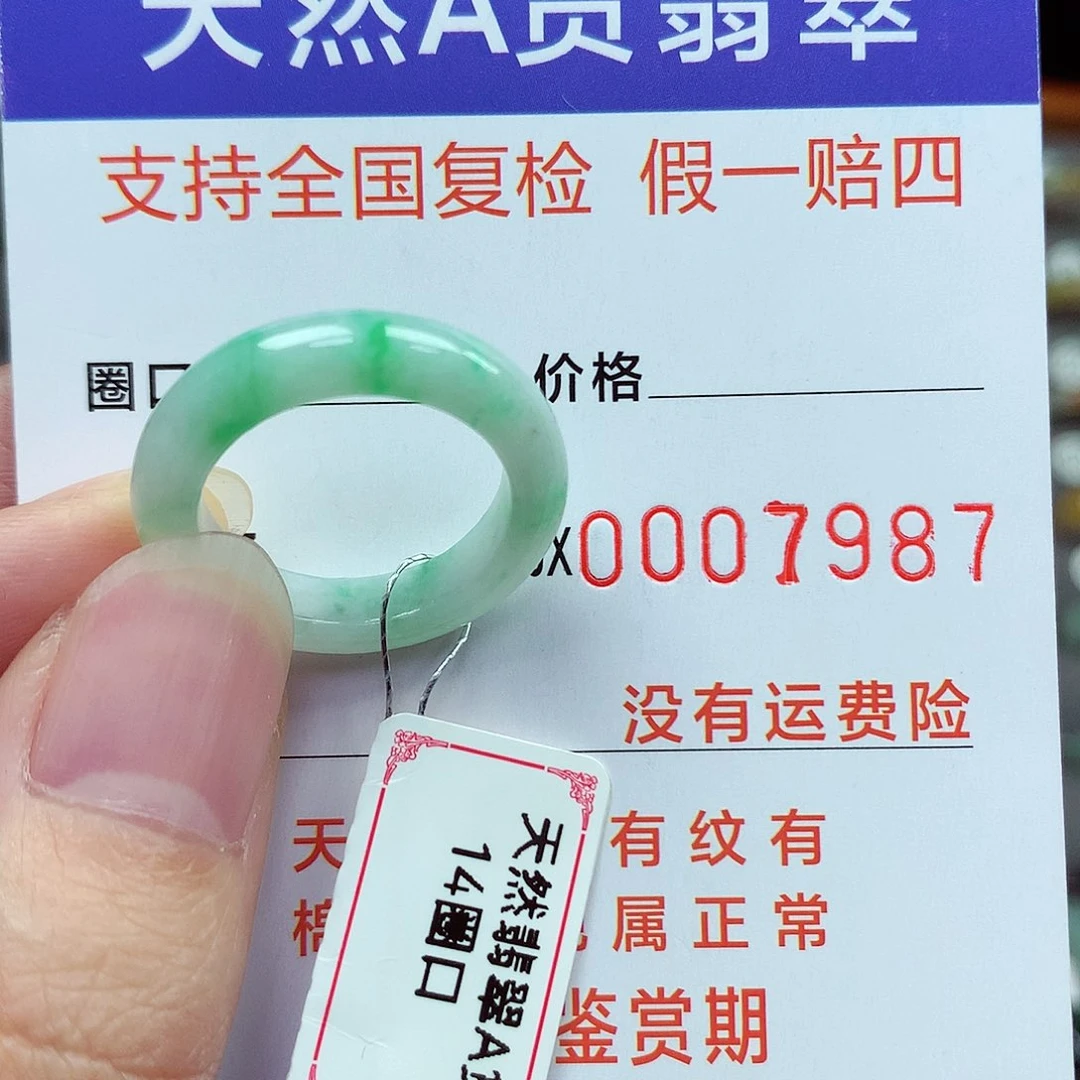 天然A货翡翠
支持全国复检 假一赔四
圈口 价格
X0007987
没有运费险
天 有纹有
棉 属正常
鉴赏期
天然翡翠A货
14圈口